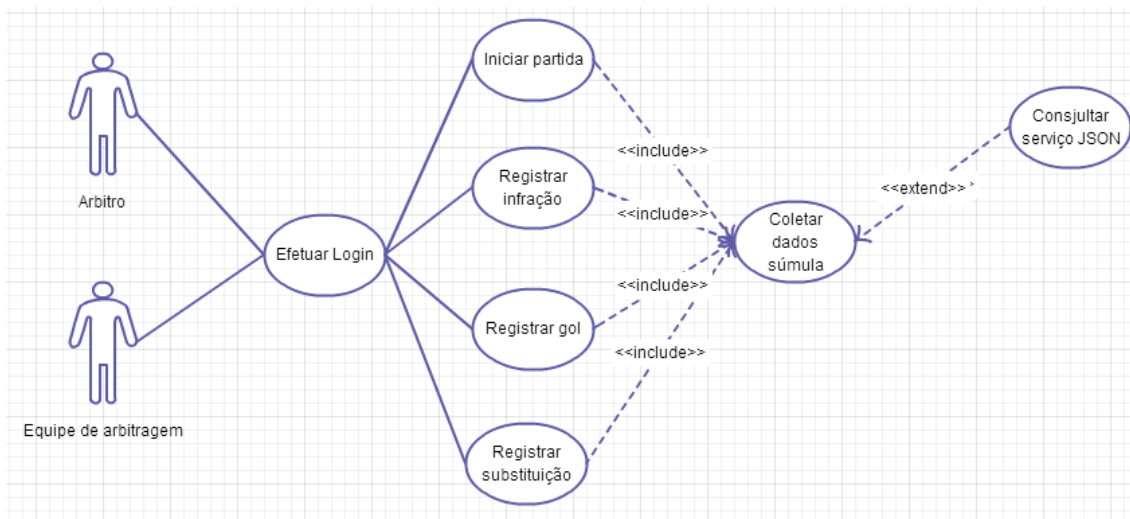 Iniciar partida
Consjultar
serviço JSON
<<include>>
Registrar
infração
<<extend>>
Arbitro
<<include>>
Coletar
dados
súmula
Efetuar Login
<<include>>
Registrar gol
<<include>>
Equipe de arbitragem
Registrar
substituição